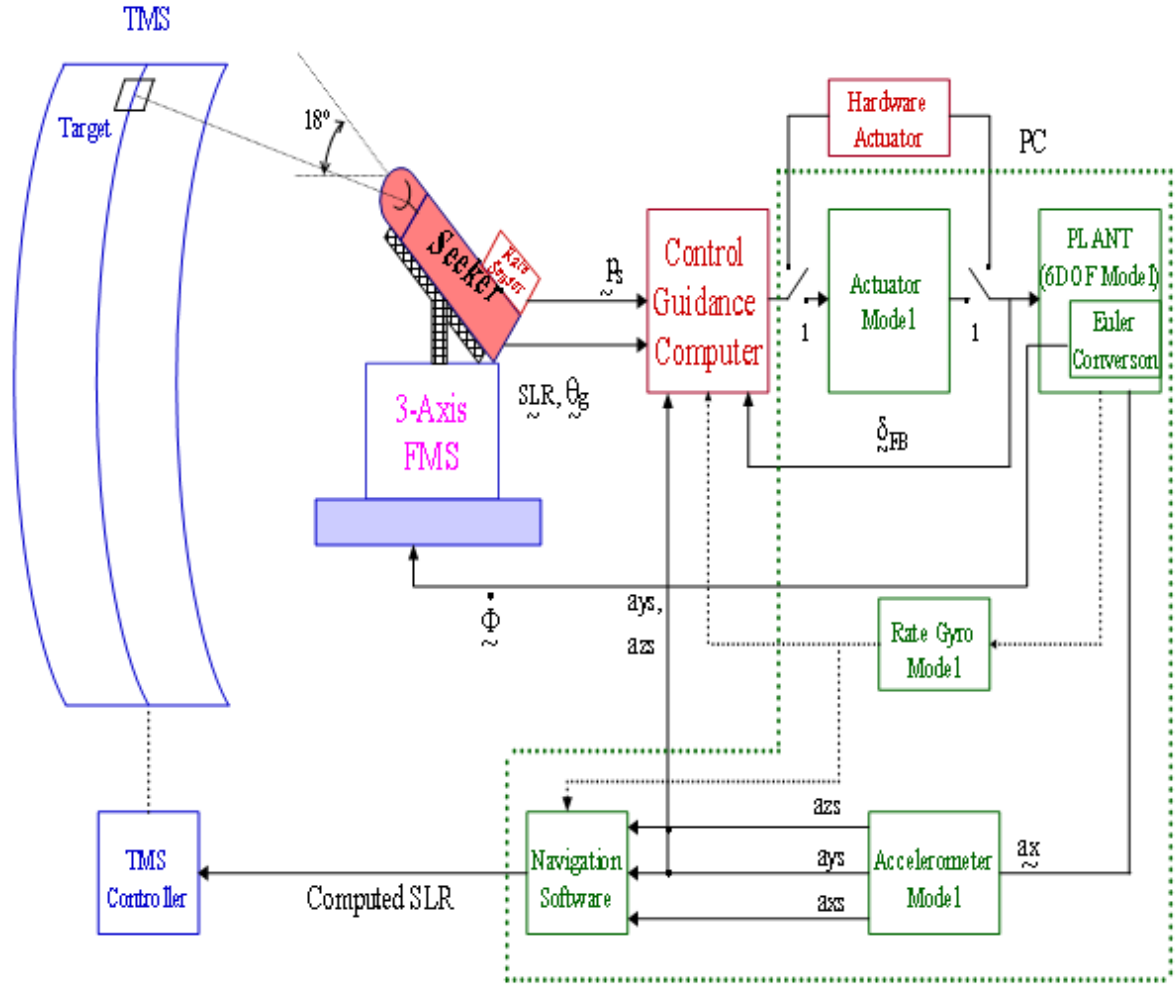 TMS
Target
18°
Seeker
Rate
Sensor
3-Axis
FMS
Ps
SLR, θg
Control
Guidance
Computer
Hardware
Actuator
PC
1
Actuator
Model
1
PLANT
(6DOF Model)
Euler
Converson
δFB
Φ̇
ays,
azs
Rate Gyro
Model
TMS
Controller
Computed SLR
Navigation
Software
azs
ays
axs
Accelerometer
Model
ax